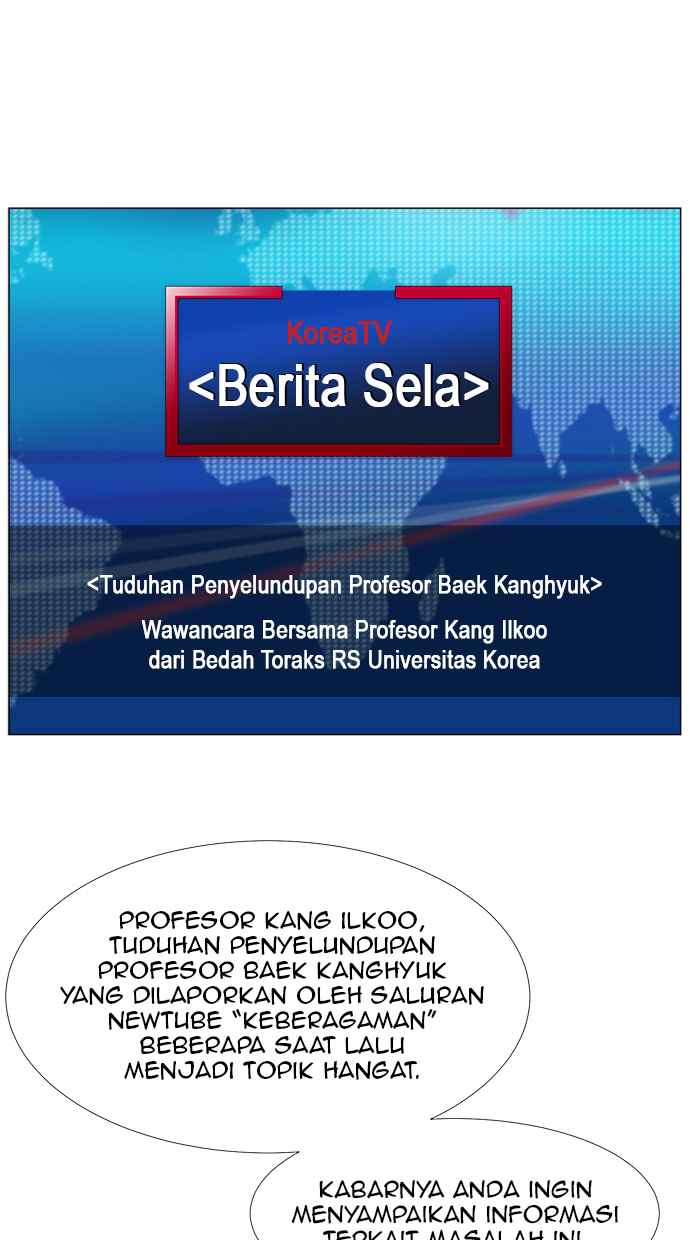 KoreaTV
<Berita Sela>
<Tuduhan Penyelundupan Profesor Baek Kanghyuk>
Wawancara Bersama Profesor Kang Ilkoo
dari Bedah Toraks RS Universitas Korea
PROFESOR KANG ILKOO,
TUDUHAN PENYELUNDUPAN
PROFESOR BAEK KANGHYUK
YANG DILAPORKAN OLEH SALURAN
NEWTUBE “KEBERAGAMAN”
BEBERAPA SAAT LALU
MENJADI TOPIK HANGAT.
KABARNYA ANDA INGIN
MENYAMPAIKAN INFORMASI
TERKAIT MASALAH INI